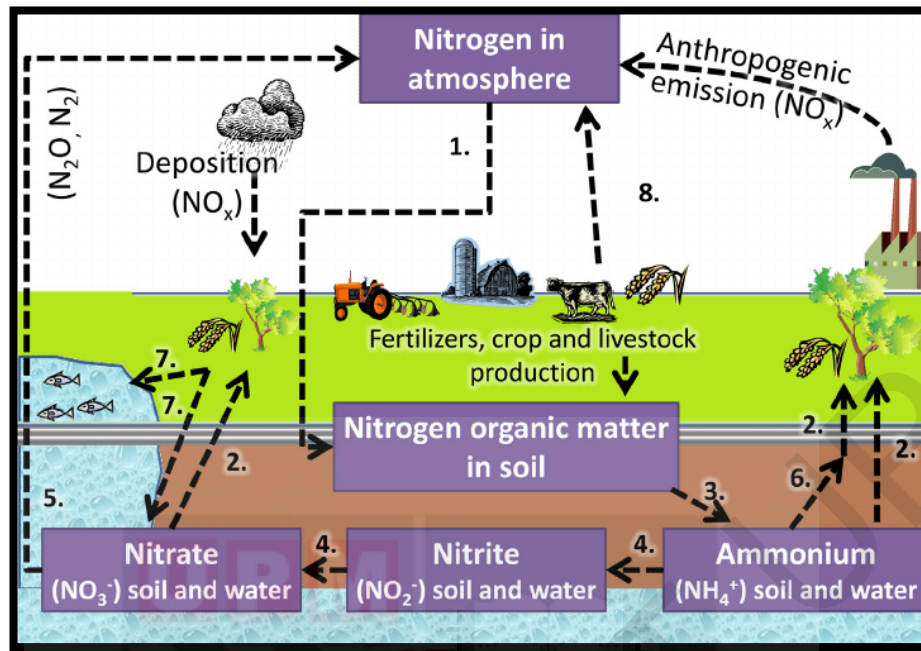 Nitrogen in
atmosphere
Anthropogenic
emission (NOx)
(N2O, N2)
Deposition
(NOx)
1.
8.
Fertilizers, crop and livestock
production
7.
7.
2.
2.
2.
Nitrogen organic matter
in soil
3.
6.
5.
4.
4.
Nitrate
(NO3-) soil and water
Nitrite
(NO2-) soil and water
Ammonium
(NH4+) soil and water
UPM